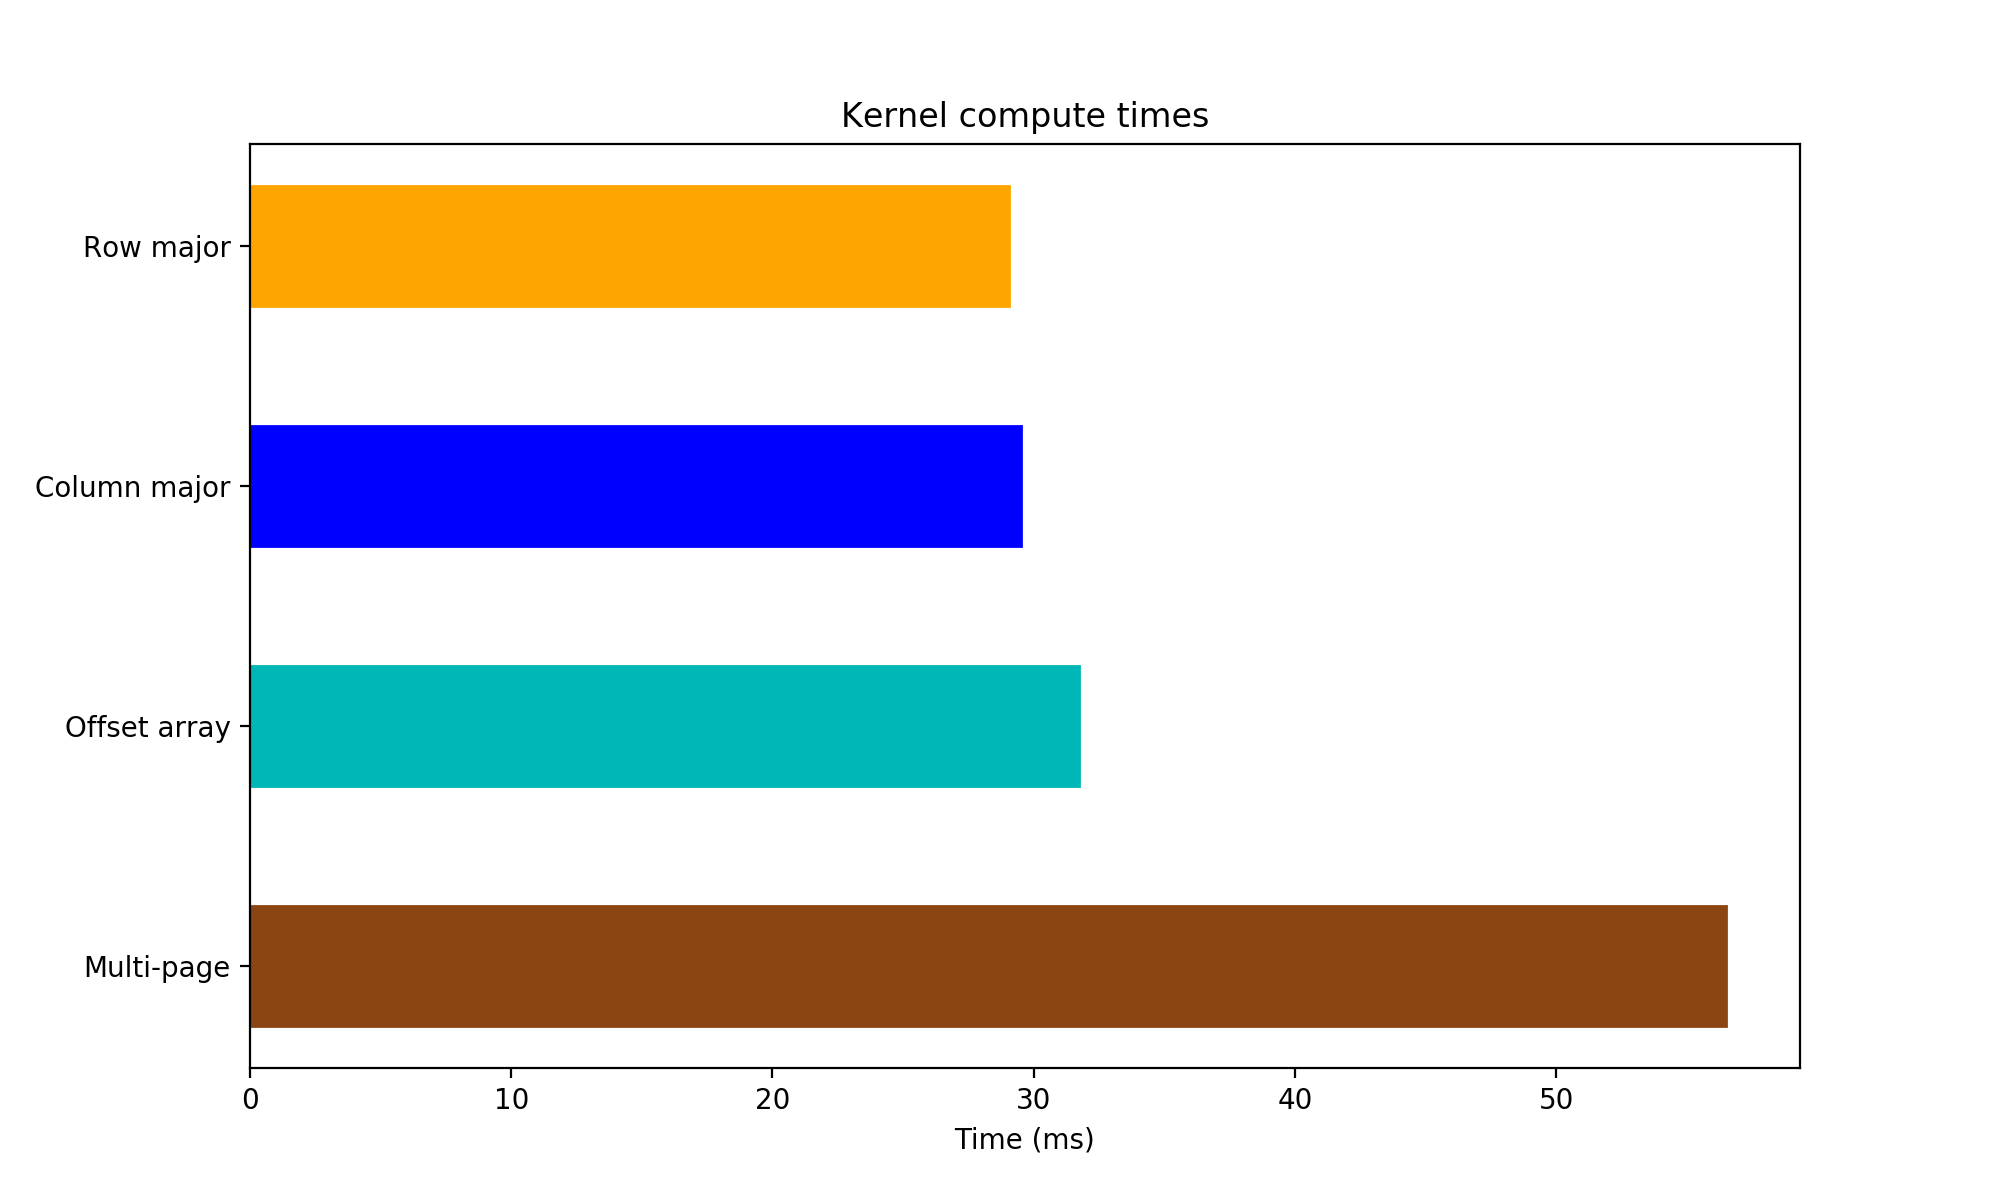 Kernel compute times
Row major
Column major
Offset array
Multi-page
0 10 20 30 40 50
Time (ms)